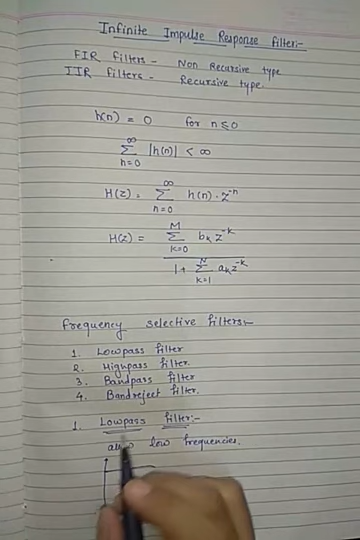 Infinite Impulse Response filter:-
FIR filters - Non Recursive type
IIR filters - Recursive type.
h(n) = 0 for n ≤ 0
∞ Σ n=0 |h(n)| < ∞
H(z) = ∞ Σ n=0 h(n) . z^-n
H(z) = M Σ k=0 bk z^-k / 1 + N Σ k=1 ak z^-k
frequency selective filters:-
1. Lowpass filter
2. Highpass filter
3. Bandpass filter
4. Bandreject filter.
1. Lowpass filter:-
low frequencies.